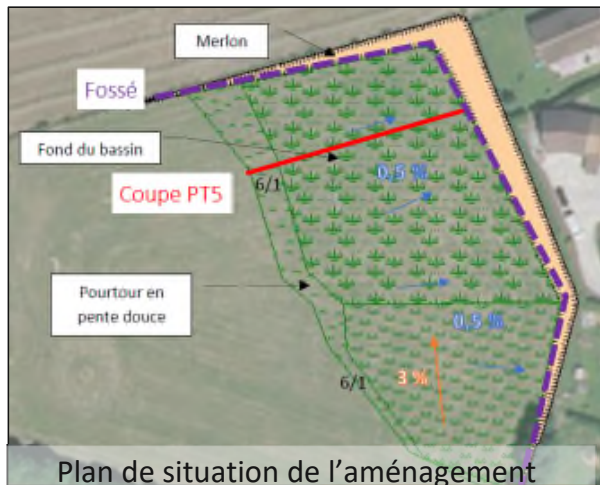 Merlon
Fossé
Fond du bassin
0,5 %
6/1
Coupe PT5
Pourtour en
pente douce
0,5 %
6/1
3 %
Plan de situation de l’aménagement